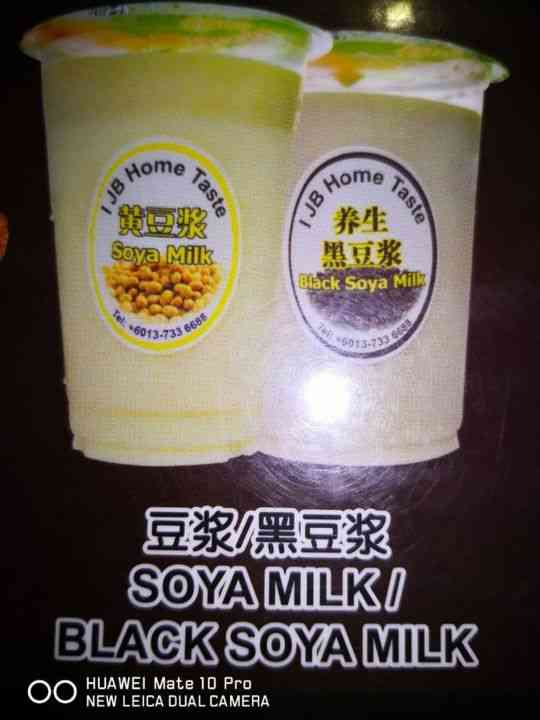 I JB Home Taste
黄豆浆
Soya Milk
Tel: +6013-733 6688
I JB Home Taste
养生
黑豆浆
Black Soya Milk
Tel: +6013-733 6688
豆浆/黑豆浆
SOYA MILK /
BLACK SOYA MILK
HUAWEI Mate 10 Pro
NEW LEICA DUAL CAMERA